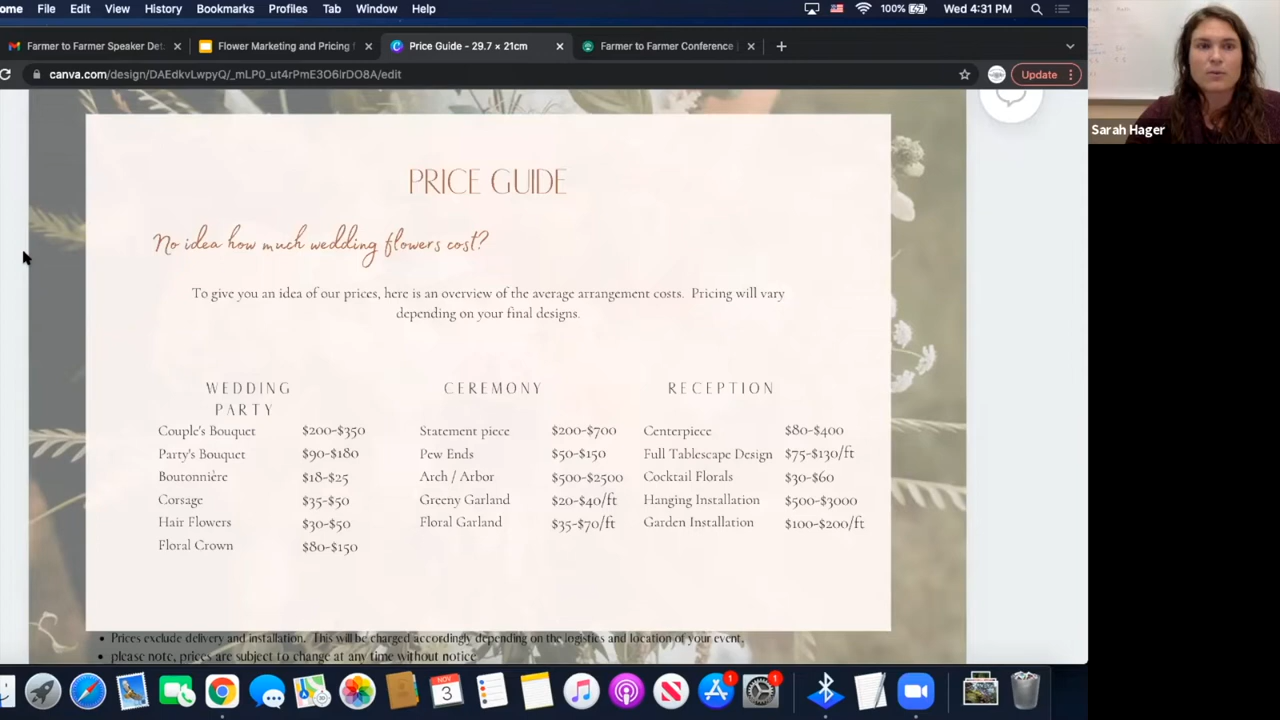 ome File Edit View History Bookmarks Profiles Tab Window Help 100% Wed 4:31 PM
Farmer to Farmer Speaker Det Flower Marketing and Pricing f Price Guide - 29.7 × 21cm Farmer to Farmer Conference
canva.com/design/DAEdkvLwpyQ/_mLP0_ut4rPmE3O6lrDO8A/edit Update
Sarah Hager
PRICE GUIDE
No idea how much wedding flowers cost?
To give you an idea of our prices, here is an overview of the average arrangement costs. Pricing will vary
depending on your final designs.
WEDDING
PARTY
Couple's Bouquet $200-$350
Party's Bouquet $90-$180
Boutonnière $18-$25
Corsage $35-$50
Hair Flowers $30-$50
Floral Crown $80-$150
CEREMONY
Statement piece $200-$700
Pew Ends $50-$150
Arch / Arbor $500-$2500
Greeny Garland $20-$40/ft
Floral Garland $35-$70/ft
RECEPTION
Centerpiece $80-$400
Full Tablescape Design $75-$130/ft
Cocktail Florals $30-$60
Hanging Installation $500-$3000
Garden Installation $100-$200/ft
• Prices exclude delivery and installation. This will be charged accordingly depending on the logistics and location of your event.
• please note, prices are subject to change at any time without notice
NOV
3
1
1